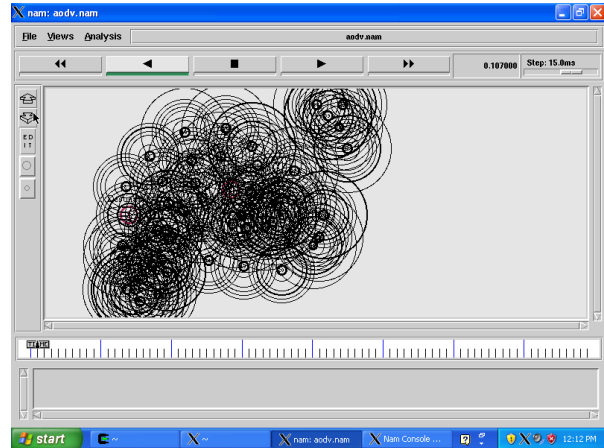 nam: aodv.nam
File Views Analysis aodv.nam
0.107000 Step: 15.0ms
E D
I T
TIME
start ~ ~ nam: aodv.nam Nam Console ... 12:12 PM